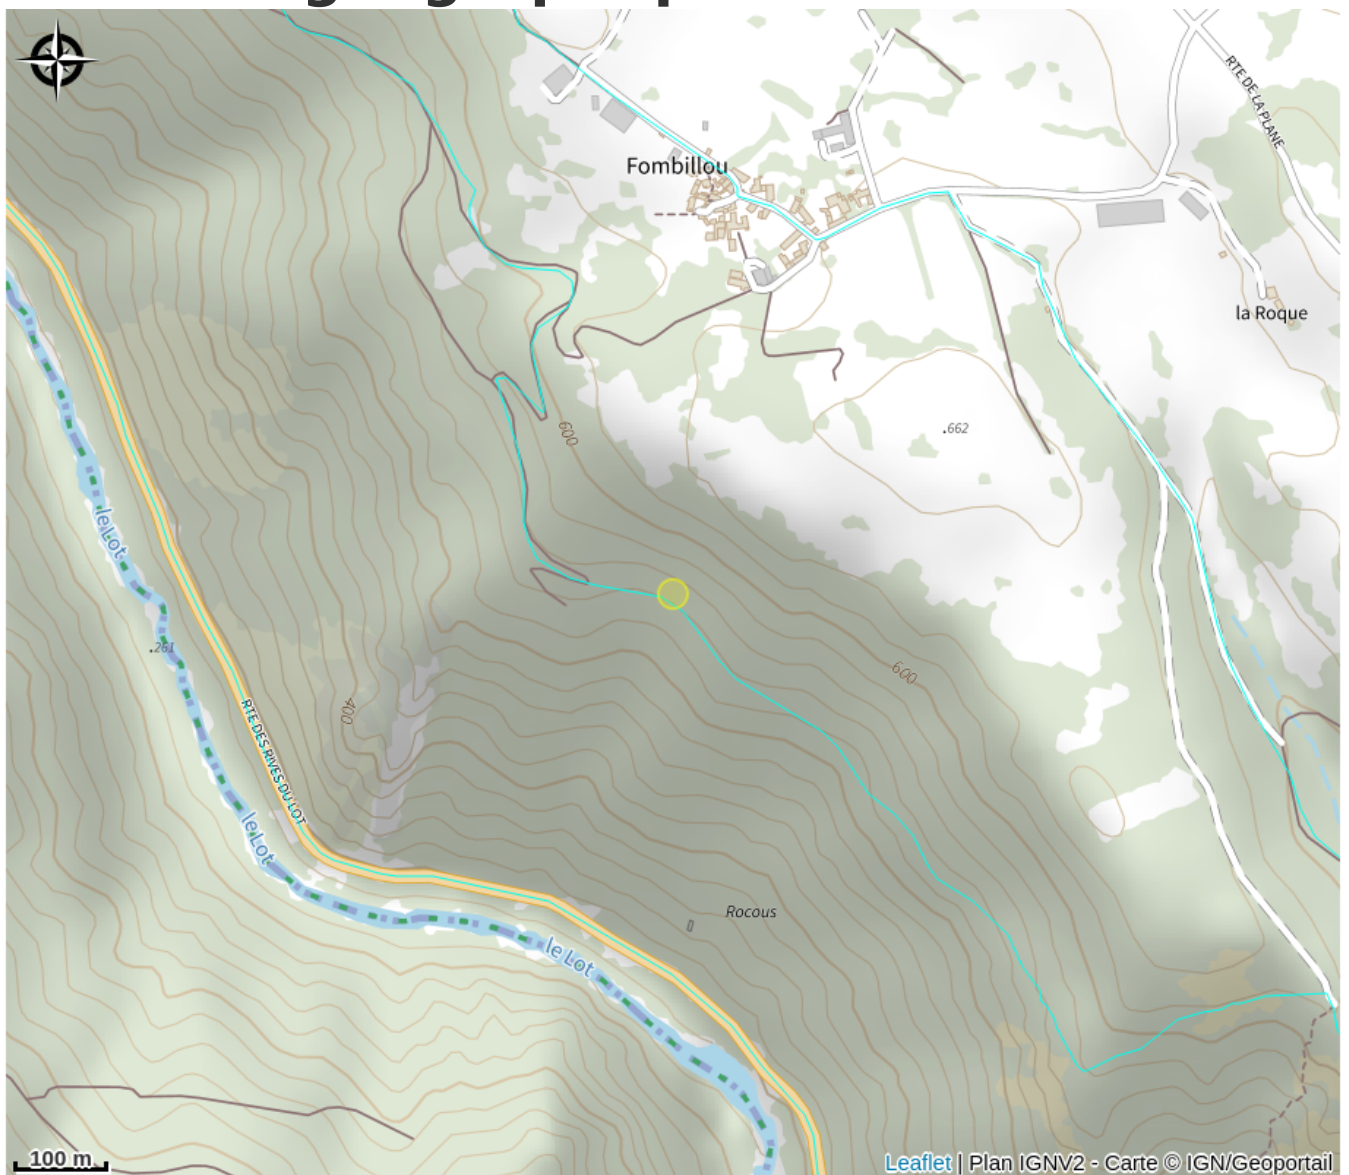 RTE DE LA PLANE
Fombillou
la Roque
600
.662
le Lot
.261
600
400
RTE DES RIVES DU LOT
le Lot
Rocous
le Lot
100 m
Leaflet | Plan IGNV2 - Carte © IGN/Geoportail